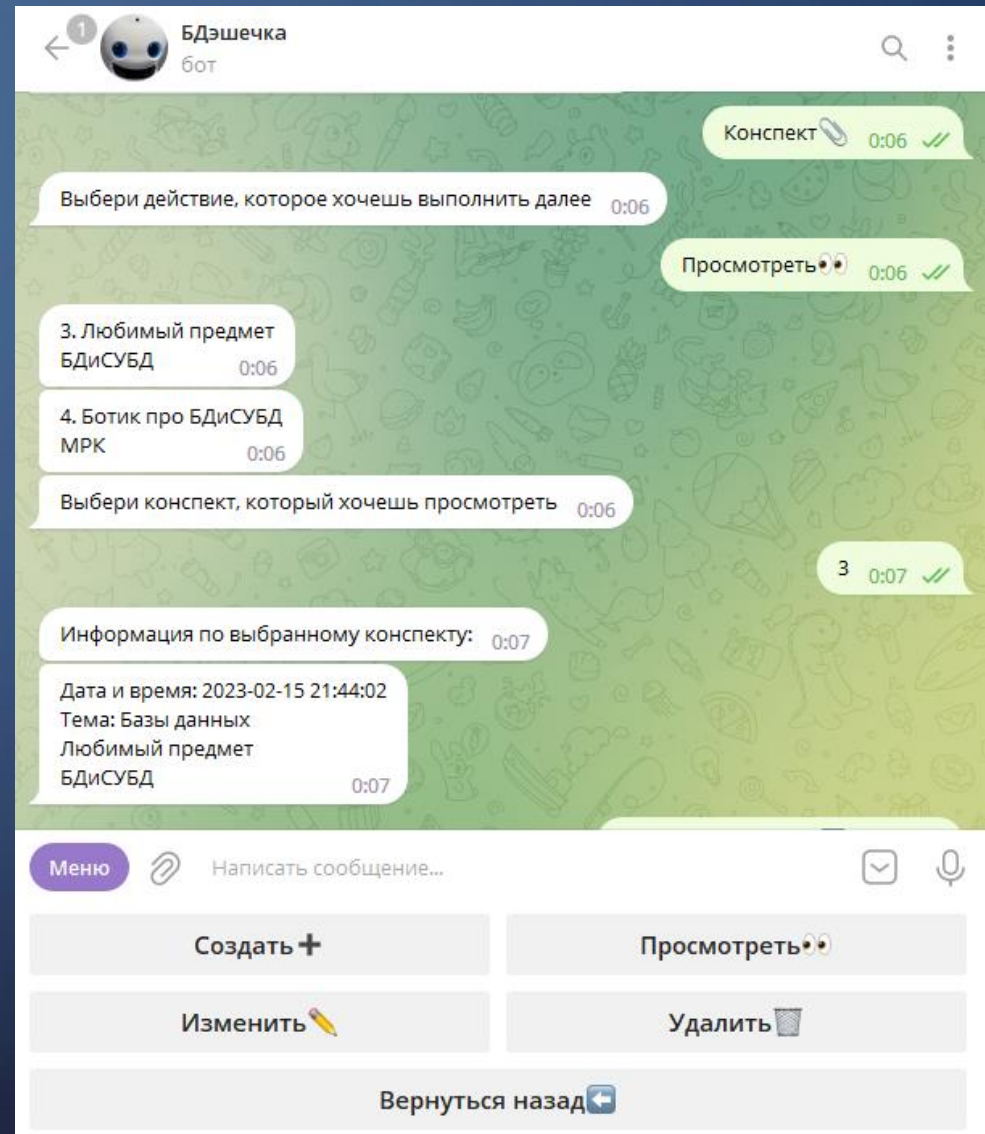 1
БДэшечка
бот
Конспект📎 0:06
Выбери действие, которое хочешь выполнить далее 0:06
Просмотреть👀 0:06
3. Любимый предмет
БДиСУБД 0:06
4. Ботик про БДиСУБД
МРК 0:06
Выбери конспект, который хочешь просмотреть 0:06
3 0:07
Информация по выбранному конспекту: 0:07
Дата и время: 2023-02-15 21:44:02
Тема: Базы данных
Любимый предмет
БДиСУБД 0:07
Меню Написать сообщение...
Создать➕ Просмотреть👀
Изменить✏️ Удалить🗑️
Вернуться назад⬅️